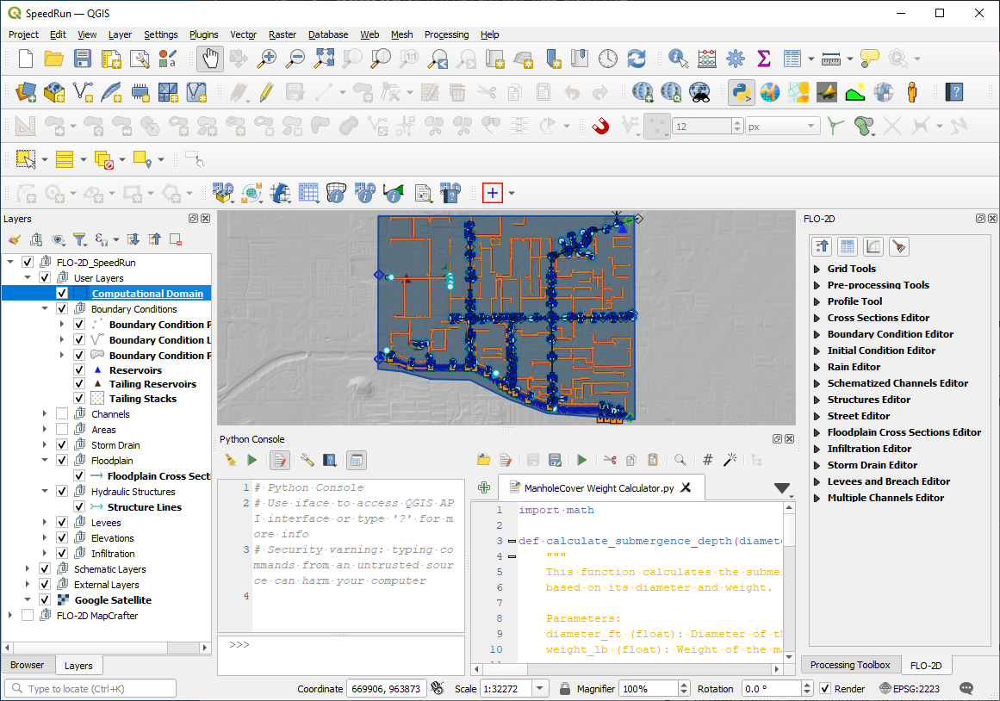 SpeedRun — QGIS
Project Edit View Layer Settings Plugins Vector Raster Database Web Mesh Processing Help
12 px
Layers
FLO-2D_SpeedRun
User Layers
Computational Domain
Boundary Conditions
Boundary Condition P
Boundary Condition L
Boundary Condition P
Reservoirs
Tailing Reservoirs
Tailing Stacks
Channels
Areas
Storm Drain
Floodplain
Floodplain Cross Secti
Hydraulic Structures
Structure Lines
Levees
Elevations
Infiltration
Schematic Layers
External Layers
Google Satellite
FLO-2D MapCrafter
Browser Layers
Python Console
1 # Python Console
2 # Use iface to access QGIS AP
I interface or type '?' for m
ore info
3 # Security warning: typing co
mmands from an untrusted sour
ce can harm your computer
4
>>>
ManholeCover Weight Calculator.py
1 import math
2
3 def calculate_submergence_depth(diamete
4 """
5 This function calculates the subme
6 based on its diameter and weight.
7
8 Parameters:
9 diameter_ft (float): Diameter of th
10 weight_lb (float): Weight of the ma
FLO-2D
Grid Tools
Pre-processing Tools
Profile Tool
Cross Sections Editor
Boundary Condition Editor
Initial Condition Editor
Rain Editor
Schematized Channels Editor
Structures Editor
Street Editor
Floodplain Cross Sections Editor
Infiltration Editor
Storm Drain Editor
Levees and Breach Editor
Multiple Channels Editor
Processing Toolbox FLO-2D
Type to locate (Ctrl+K) Coordinate 669906, 963873 Scale 1:32272 Magnifier 100% Rotation 0.0 ° Render EPSG:2223